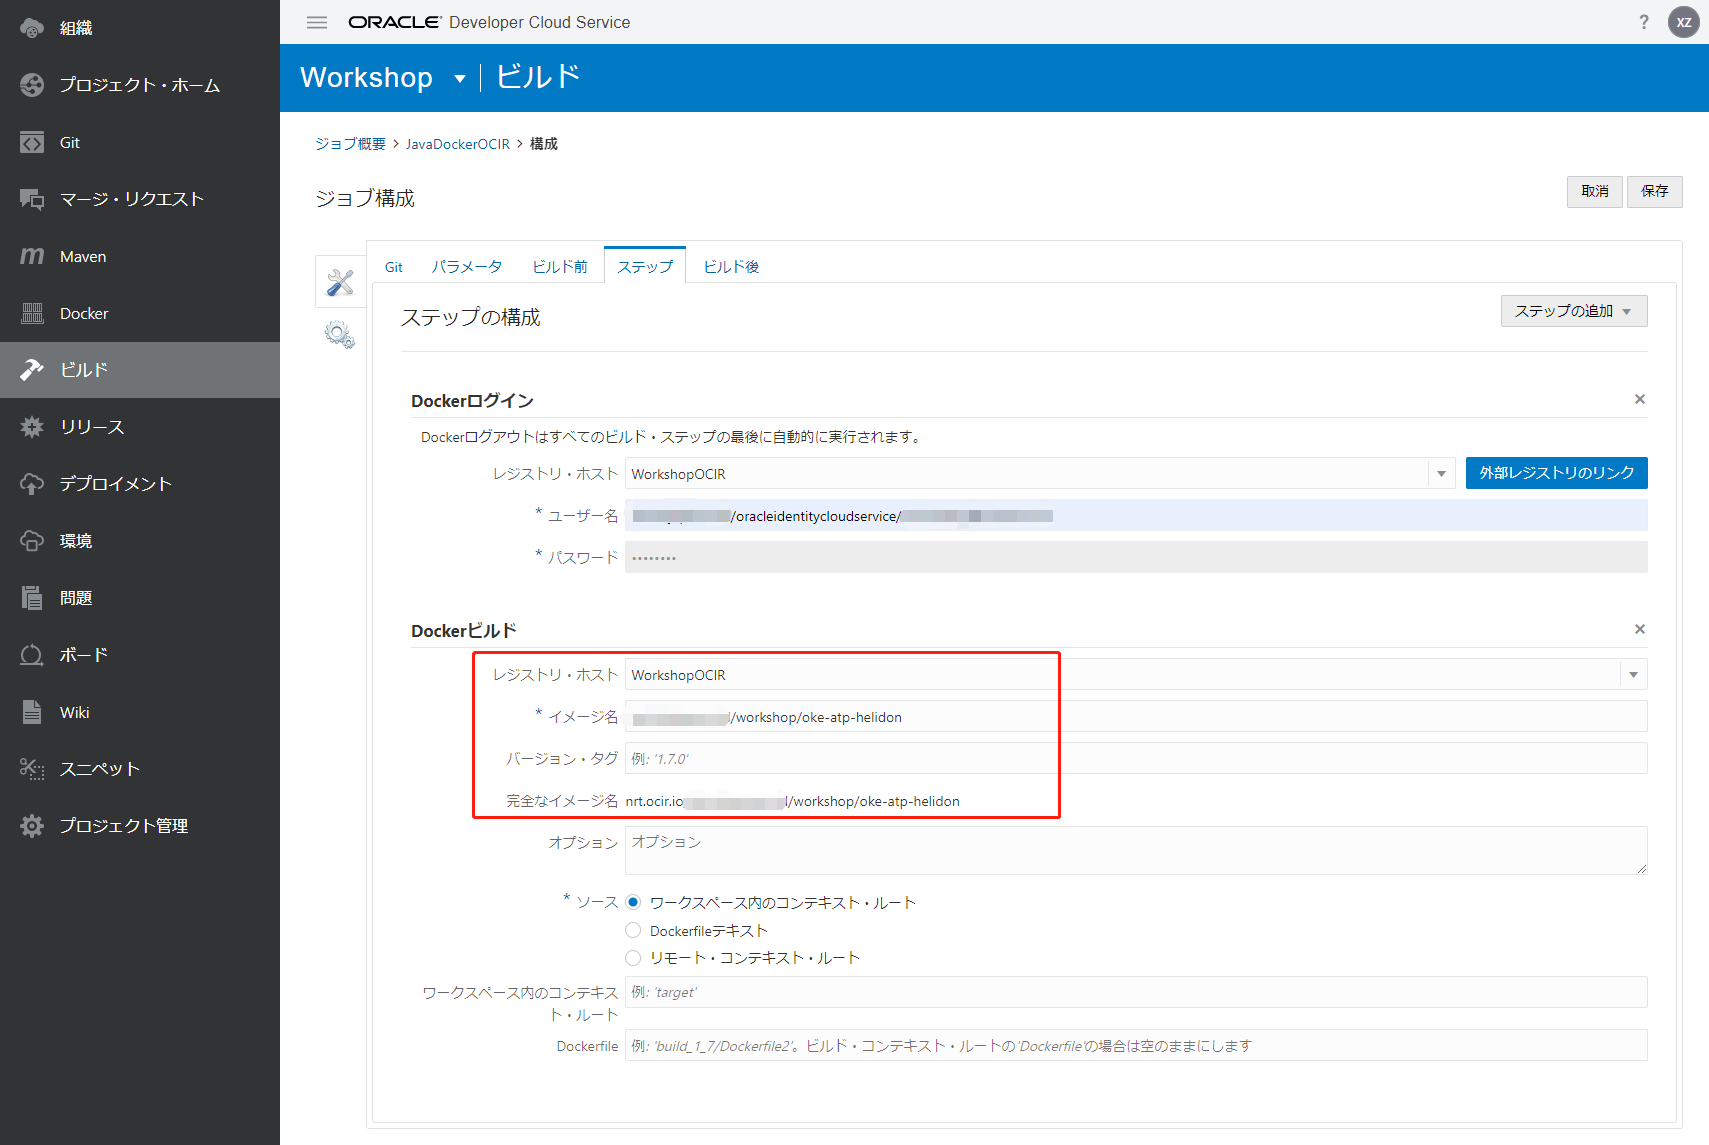 組織
プロジェクト・ホーム
Git
マージ・リクエスト
Maven
Docker
ビルド
リリース
デプロイメント
環境
問題
ボード
Wiki
スニペット
プロジェクト管理
ORACLE Developer Cloud Service
? XZ
Workshop ビルド
ジョブ概要 > JavaDockerOCIR > 構成
ジョブ構成
取消 保存
Git パラメータ ビルド前 ステップ ビルド後
ステップの構成
ステップの追加
Dockerログイン
Dockerログアウトはすべてのビルド・ステップの最後に自動的に実行されます。
レジストリ・ホスト WorkshopOCIR 外部レジストリのリンク
* ユーザー名 /oracleidentitycloudservice/
* パスワード ••••••••
Dockerビルド
レジストリ・ホスト WorkshopOCIR
* イメージ名 /workshop/oke-atp-helidon
バージョン・タグ 例: '1.7.0'
完全なイメージ名 nrt.ocir.io /workshop/oke-atp-helidon
オプション オプション
* ソース ワークスペース内のコンテキスト・ルート
Dockerfileテキスト
リモート・コンテキスト・ルート
ワークスペース内のコンテキス
ト・ルート 例: 'target'
Dockerfile 例: 'build_1_7/Dockerfile2'。ビルド・コンテキスト・ルートの'Dockerfile'の場合は空のままにします